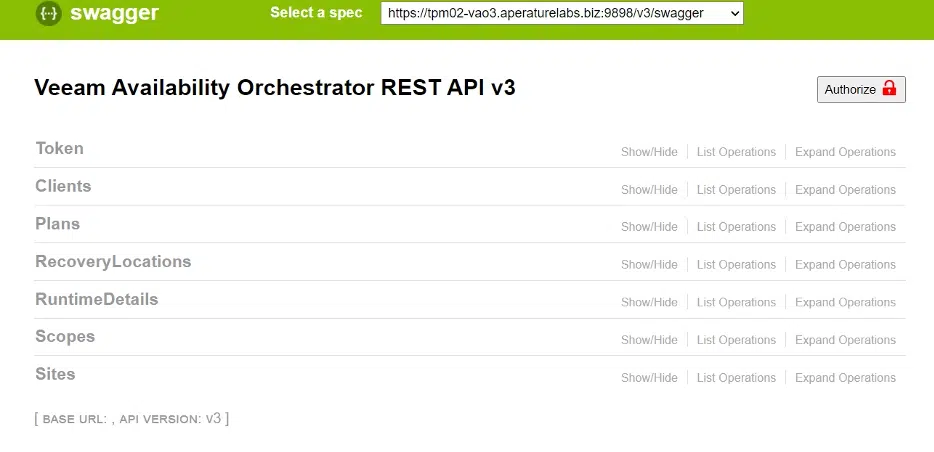 {···} swagger Select a spec https://tpm02-vao3.aperaturelabs.biz:9898/v3/swagger
Veeam Availability Orchestrator REST API v3 Authorize
Token Show/Hide List Operations Expand Operations
Clients Show/Hide List Operations Expand Operations
Plans Show/Hide List Operations Expand Operations
RecoveryLocations Show/Hide List Operations Expand Operations
RuntimeDetails Show/Hide List Operations Expand Operations
Scopes Show/Hide List Operations Expand Operations
Sites Show/Hide List Operations Expand Operations
[ BASE URL: , API VERSION: v3 ]